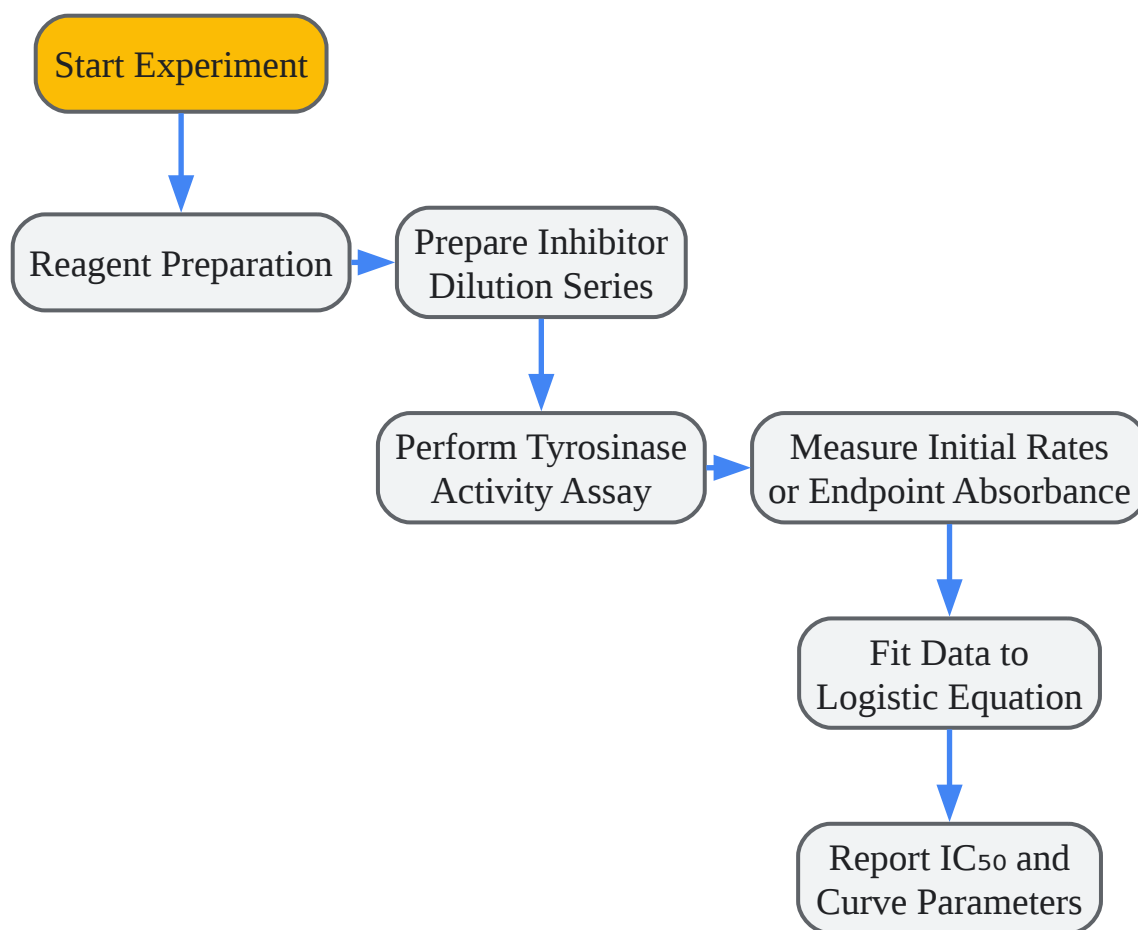 Start Experiment
Reagent Preparation
Prepare Inhibitor
Dilution Series
Perform Tyrosinase
Activity Assay
Measure Initial Rates
or Endpoint Absorbance
Fit Data to
Logistic Equation
Report IC₅₀ and
Curve Parameters